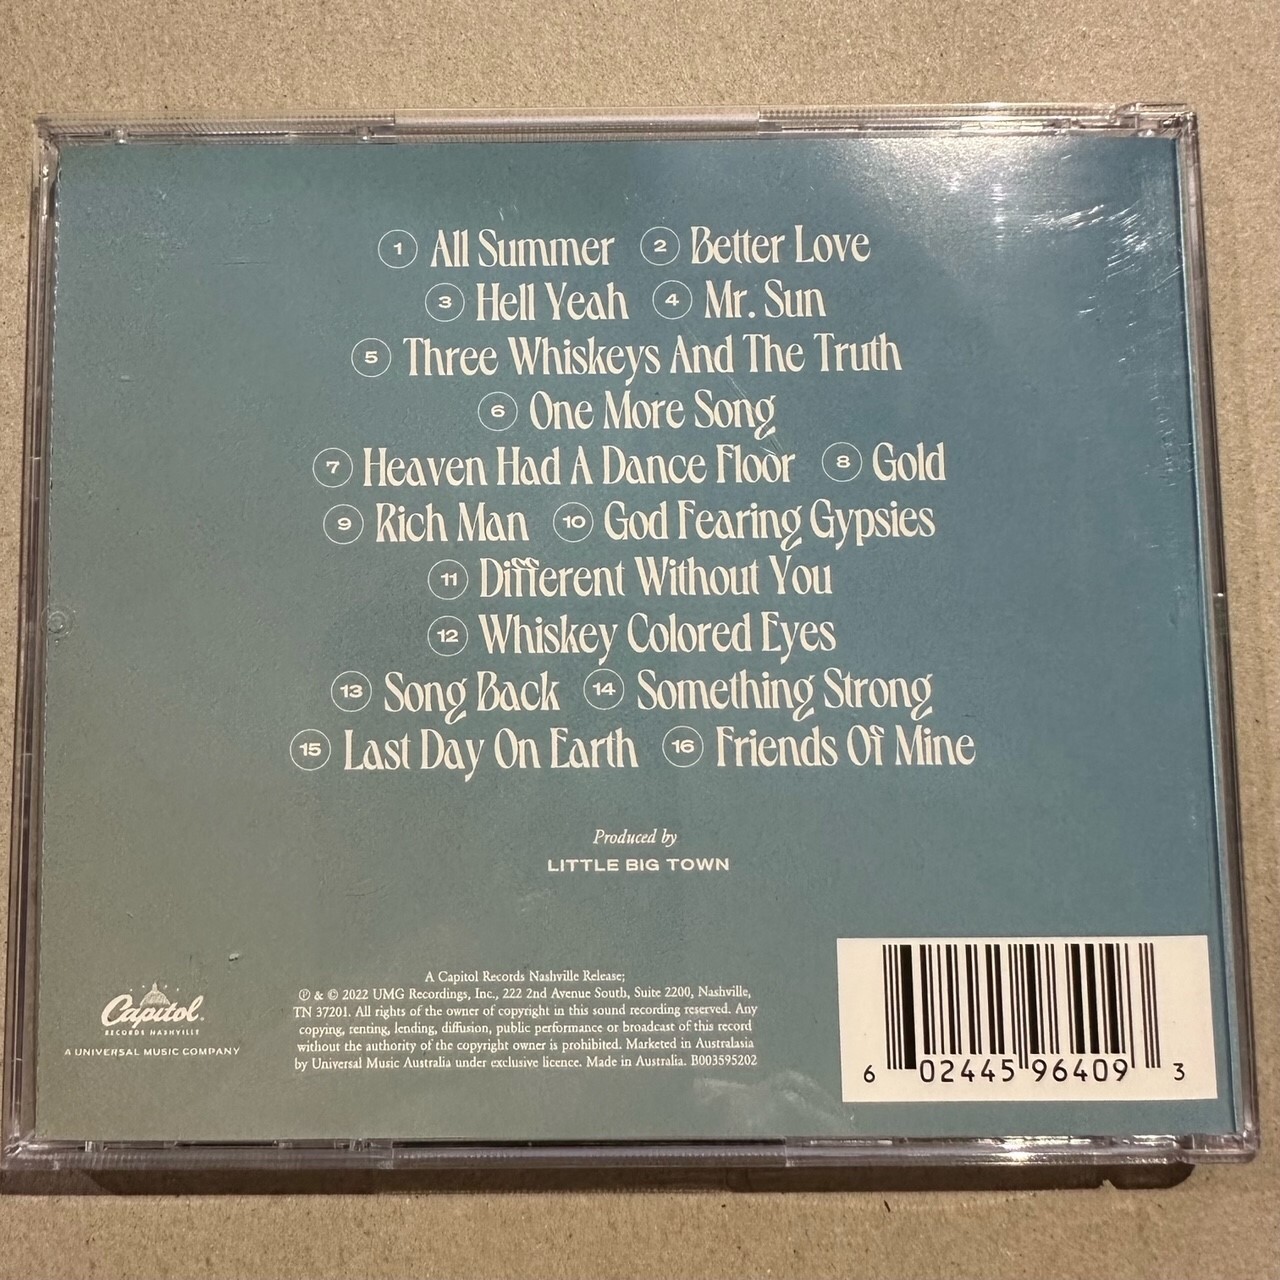 1 All Summer 2 Better Love
3 Hell Yeah 4 Mr. Sun
5 Three Whiskeys And The Truth
6 One More Song
7 Heaven Had A Dance Floor 8 Gold
9 Rich Man 10 God Fearing Gypsies
11 Different Without You
12 Whiskey Colored Eyes
13 Song Back 14 Something Strong
15 Last Day On Earth 16 Friends Of Mine
Produced by
LITTLE BIG TOWN
Capitol
RECORDS NASHVILLE
A UNIVERSAL MUSIC COMPANY
A Capitol Records Nashville Release;
℗ & © 2022 UMG Recordings, Inc., 222 2nd Avenue South, Suite 2200, Nashville,
TN 37201. All rights of the owner of copyright in this sound recording reserved. Any
copying, renting, lending, diffusion, public performance or broadcast of this record
without the authority of the copyright owner is prohibited. Marketed in Australasia
by Universal Music Australia under exclusive licence. Made in Australia. B003595202
6 02445 96409 3